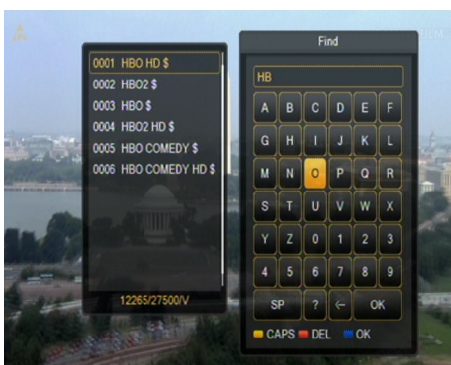 FILM
Find
0001 HBO HD $
0002 HBO2 $
0003 HBO $
0004 HBO2 HD $
0005 HBO COMEDY $
0006 HBO COMEDY HD $
12265/27500/V
HB
A B C D E F
G H I J K L
M N O P Q R
S T U V W X
Y Z 0 1 2 3
4 5 6 7 8 9
SP ? ← OK
CAPS DEL OK